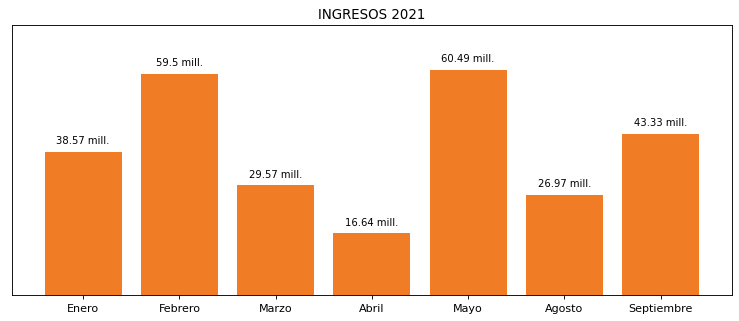 INGRESOS 2021
38.57 mill.
59.5 mill.
29.57 mill.
16.64 mill.
60.49 mill.
26.97 mill.
43.33 mill.
Enero Febrero Marzo Abril Mayo Agosto Septiembre